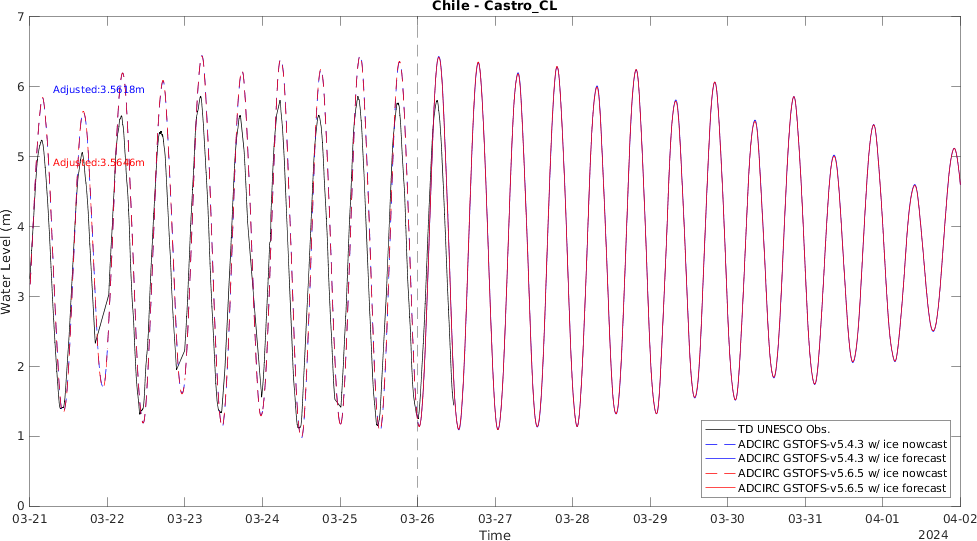 Chile - Castro_CL
7
6
5
4
3
2
1
0
Water Level (m)
Adjusted:3.5618m
Adjusted:3.5646m
TD UNESCO Obs.
ADCIRC GSTOFS-v5.4.3 w/ ice nowcast
ADCIRC GSTOFS-v5.4.3 w/ ice forecast
ADCIRC GSTOFS-v5.6.5 w/ ice nowcast
ADCIRC GSTOFS-v5.6.5 w/ ice forecast
03-21 03-22 03-23 03-24 03-25 03-26 03-27 03-28 03-29 03-30 03-31 04-01 04-02
Time
2024